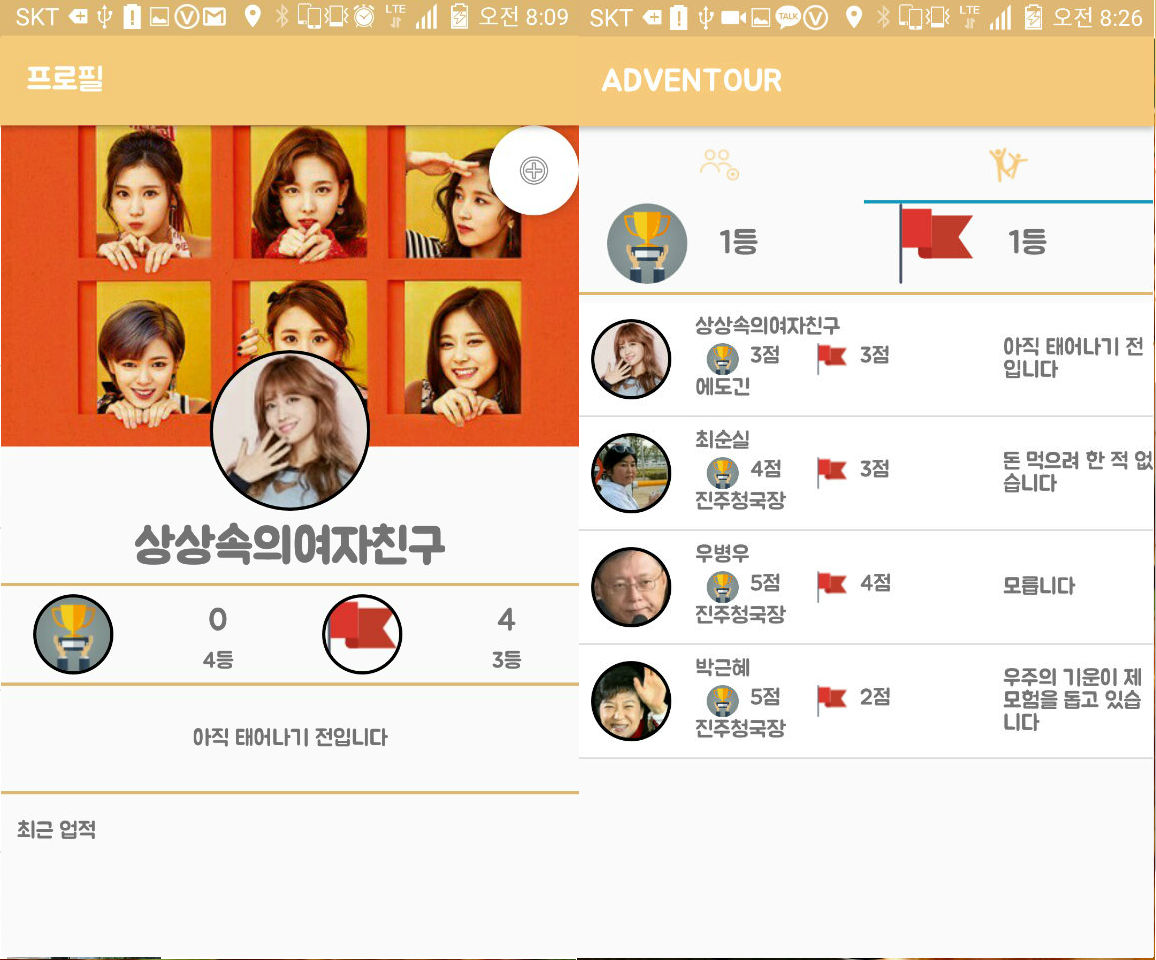 SKT 오전 8:09
프로필
상상속의여자친구
0
4등
4
3등
아직 태어나기 전입니다
최근 업적
SKT TALK LTE 오전 8:26
ADVENTOUR
1등 1등
상상속의여자친구
3점 3점
에도긴
아직 태어나기 전
입니다
최순실
4점 3점
진주청국장
돈 먹으려 한 적 없
습니다
우병우
5점 4점
진주청국장
모릅니다
박근혜
5점 2점
진주청국장
우주의 기운이 제
모험을 돕고 있습
니다